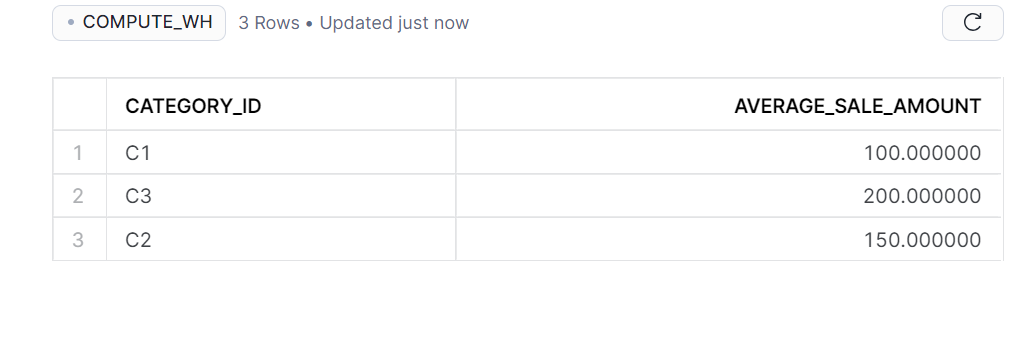 COMPUTE_WH 3 Rows • Updated just now
CATEGORY_ID AVERAGE_SALE_AMOUNT
1 C1 100.000000
2 C3 200.000000
3 C2 150.000000